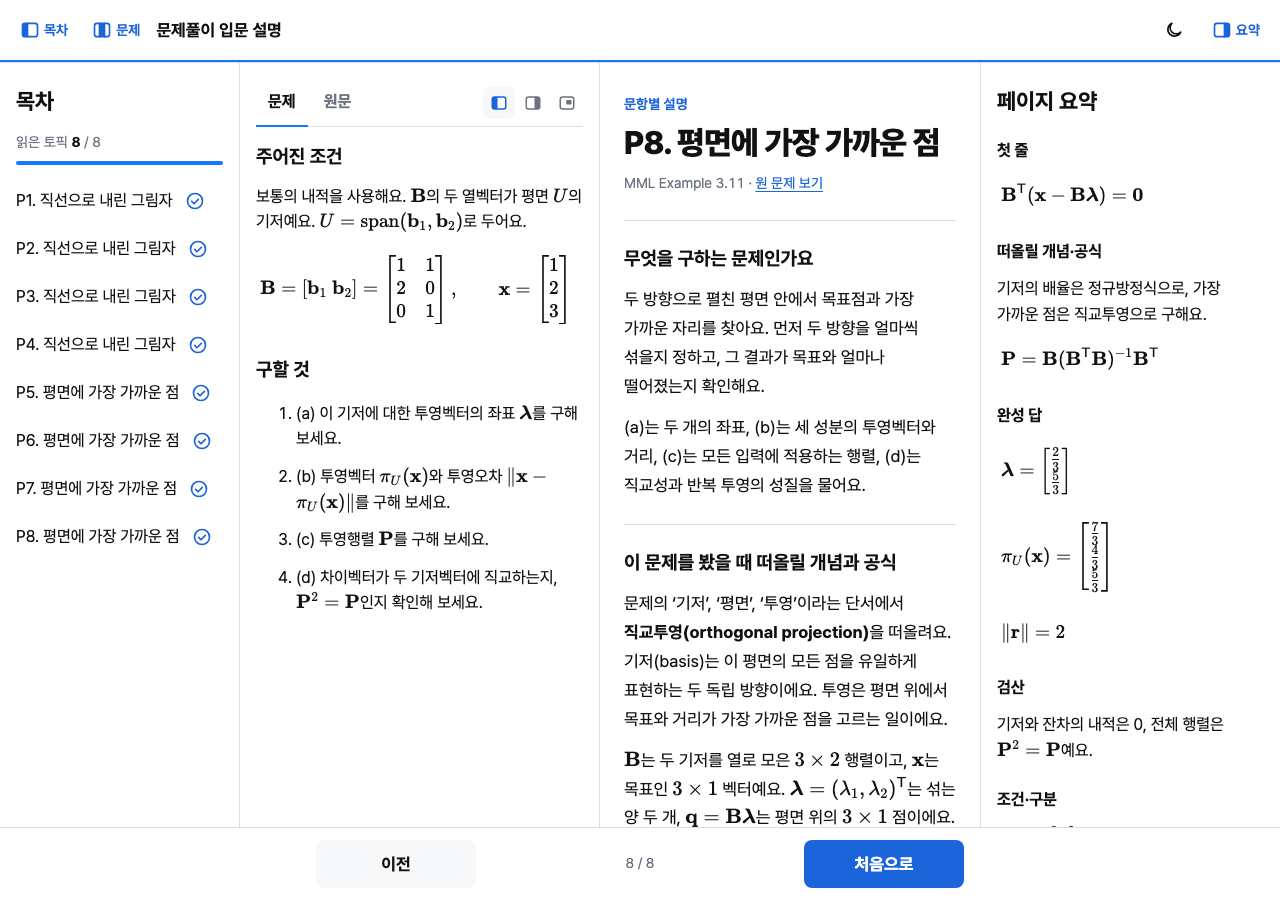 목차 문제 문제풀이 입문 설명 요약
목차
읽은 토픽 8 / 8
P1. 직선으로 내린 그림자
P2. 직선으로 내린 그림자
P3. 직선으로 내린 그림자
P4. 직선으로 내린 그림자
P5. 평면에 가장 가까운 점
P6. 평면에 가장 가까운 점
P7. 평면에 가장 가까운 점
P8. 평면에 가장 가까운 점
문제 원문
주어진 조건
보통의 내적을 사용해요. B의 두 열벡터가 평면 U의
기저예요. U = span(b₁, b₂)로 두어요.
B = [b₁ b₂] = [1 1; 2 0; 0 1], x = [1; 2; 3]
구할 것
1. (a) 이 기저에 대한 투영벡터의 좌표 λ를 구해
보세요.
2. (b) 투영벡터 π_U(x)와 투영오차 ‖x −
π_U(x)‖를 구해 보세요.
3. (c) 투영행렬 P를 구해 보세요.
4. (d) 차이벡터가 두 기저벡터에 직교하는지,
P² = P인지 확인해 보세요.
문항별 설명
P8. 평면에 가장 가까운 점
MML Example 3.11 · 원 문제 보기
무엇을 구하는 문제인가요
두 방향으로 펼친 평면 안에서 목표점과 가장
가까운 자리를 찾아요. 먼저 두 방향을 얼마씩
섞을지 정하고, 그 결과가 목표와 얼마나
떨어졌는지 확인해요.
(a)는 두 개의 좌표, (b)는 세 성분의 투영벡터와
거리, (c)는 모든 입력에 적용하는 행렬, (d)는
직교성과 반복 투영의 성질을 물어요.
이 문제를 봤을 때 떠올릴 개념과 공식
문제의 ‘기저’, ‘평면’, ‘투영’이라는 단서에서
직교투영(orthogonal projection)을 떠올려요.
기저(basis)는 이 평면의 모든 점을 유일하게
표현하는 두 독립 방향이에요. 투영은 평면 위에서
목표와 거리가 가장 가까운 점을 고르는 일이에요.
B는 두 기저를 열로 모은 3 × 2 행렬이고, x는
목표인 3 × 1 벡터예요. λ = (λ₁, λ₂)ᵀ는 섞는
양 두 개, q = Bλ는 평면 위의 3 × 1 점이에요.
페이지 요약
첫 줄
Bᵀ(x − Bλ) = 0
떠올릴 개념·공식
기저의 배율은 정규방정식으로, 가장
가까운 점은 직교투영으로 구해요.
P = B(BᵀB)⁻¹Bᵀ
완성 답
λ = [2/3; 5/3]
π_U(x) = [7/3; 4/3; 5/3]
‖r‖ = 2
검산
기저와 잔차의 내적은 0, 전체 행렬은
P² = P예요.
조건·구분
이전 8 / 8 처음으로